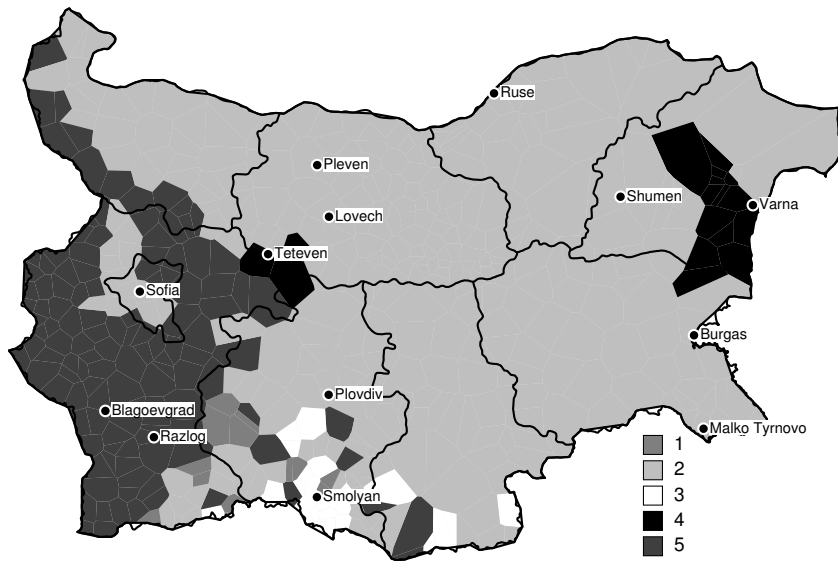 Ruse
Pleven
Shumen
Varna
Lovech
Teteven
Sofia
Burgas
Plovdiv
Blagoevgrad
Malko Tyrnovo
Razlog
1
2
Smolyan
3
4
5